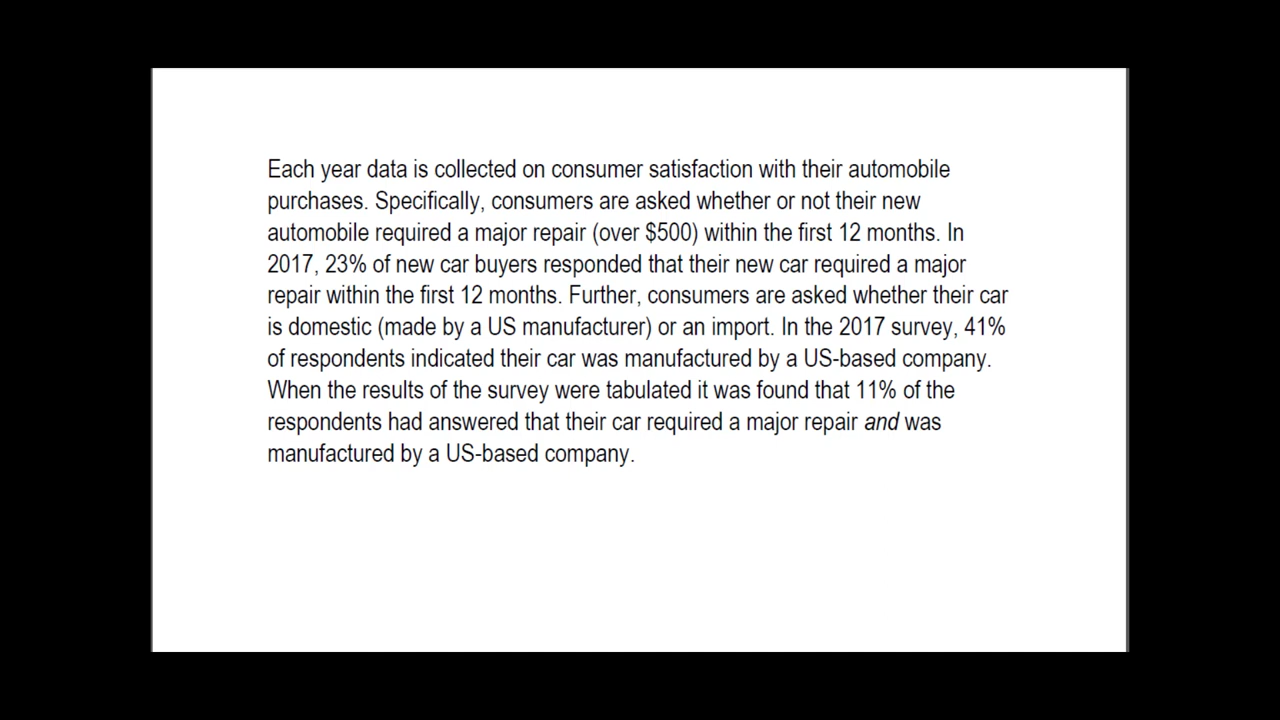 Each year data is collected on consumer satisfaction with their automobile
purchases. Specifically, consumers are asked whether or not their new
automobile required a major repair (over $500) within the first 12 months. In
2017, 23% of new car buyers responded that their new car required a major
repair within the first 12 months. Further, consumers are asked whether their car
is domestic (made by a US manufacturer) or an import. In the 2017 survey, 41%
of respondents indicated their car was manufactured by a US-based company.
When the results of the survey were tabulated it was found that 11% of the
respondents had answered that their car required a major repair and was
manufactured by a US-based company.